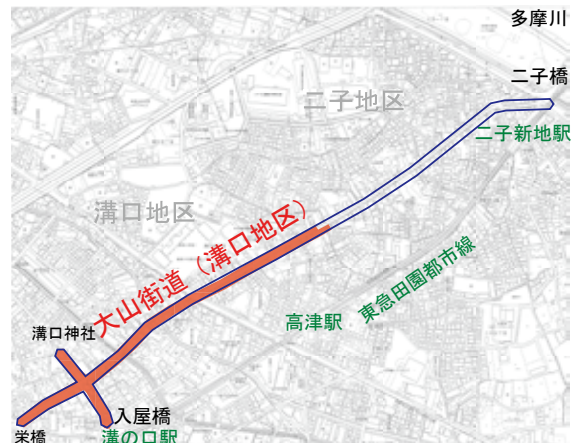 多摩川
二子橋
二子地区
二子新地駅
溝口地区
大山街道（溝口地区）
東急田園都市線
高津駅
溝口神社
入屋橋
栄橋
溝の口駅